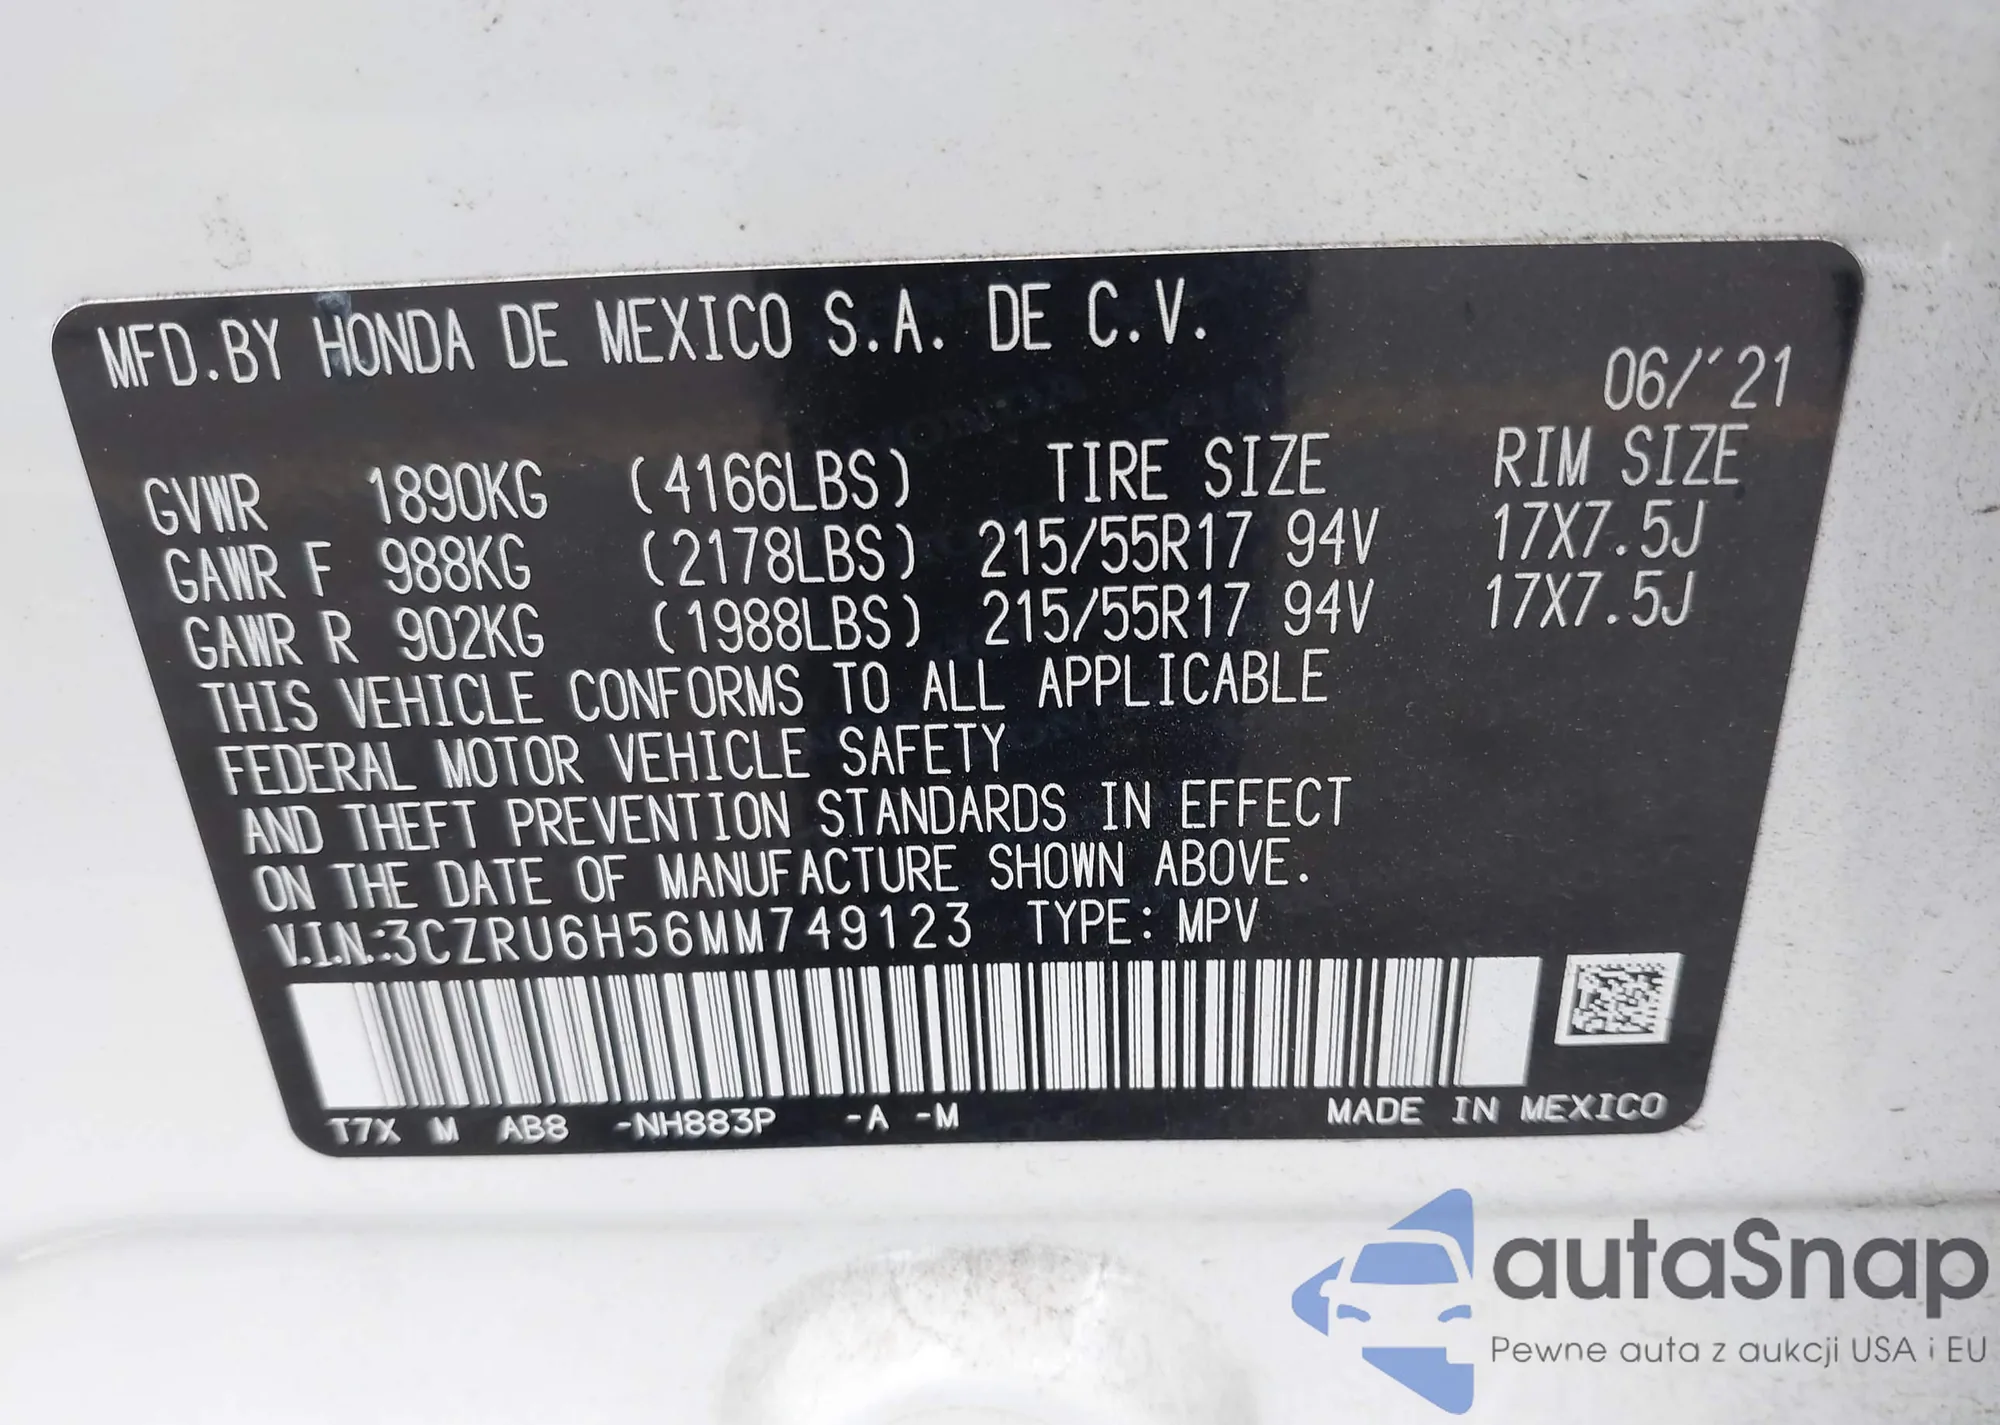 MFD.BY HONDA DE MEXICO S.A. DE C.V.
06/'21
GVWR 1890KG (4166LBS) TIRE SIZE RIM SIZE
GAWR F 988KG (2178LBS) 215/55R17 94V 17X7.5J
GAWR R 902KG (1988LBS) 215/55R17 94V 17X7.5J
THIS VEHICLE CONFORMS TO ALL APPLICABLE
FEDERAL MOTOR VEHICLE SAFETY
AND THEFT PREVENTION STANDARDS IN EFFECT
ON THE DATE OF MANUFACTURE SHOWN ABOVE.
V.I.N.:3CZRU6H56MM749123 TYPE: MPV
T7X M AB8 -NH883P -A -M MADE IN MEXICO
autaSnap
Pewne auta z aukcji USA i EU